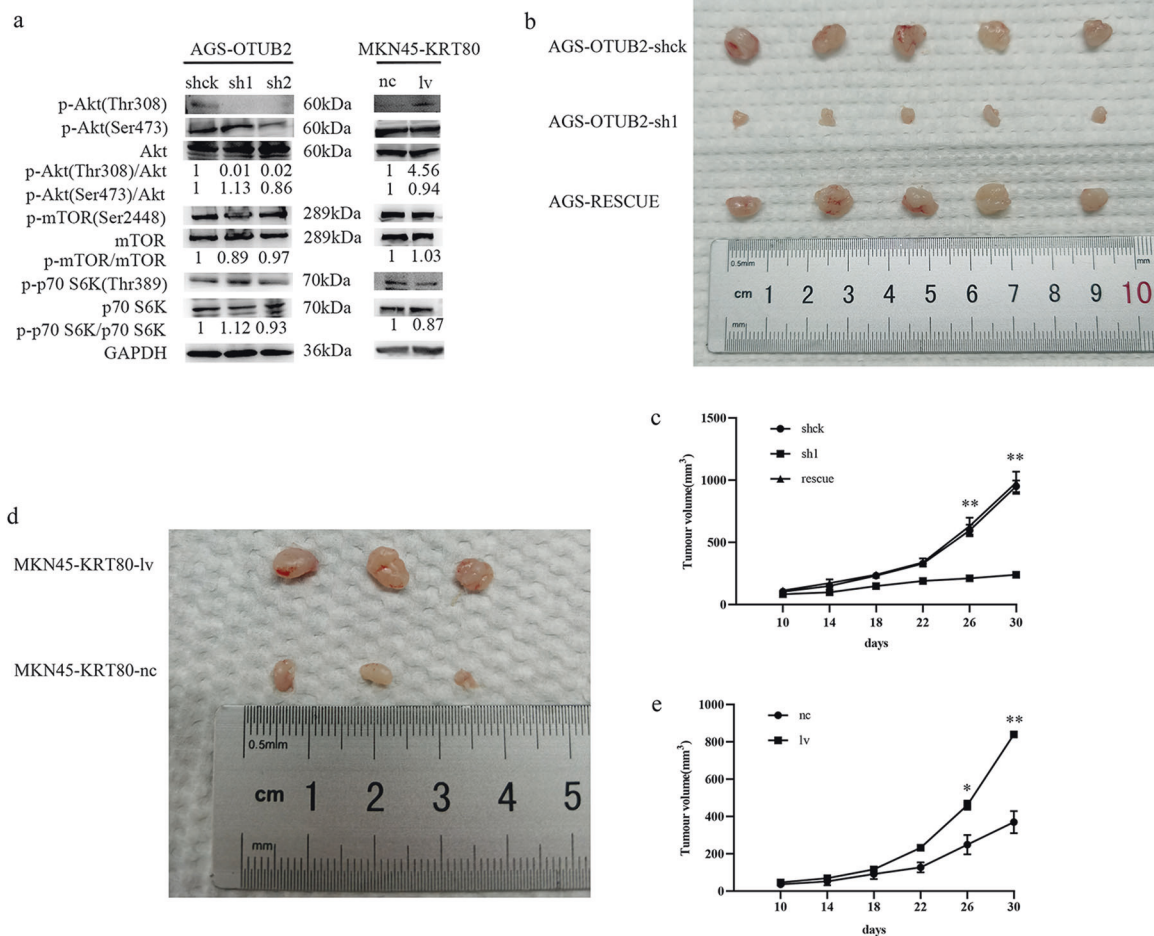 a
AGS-OTUB2 MKN45-KRT80
shck sh1 sh2 nc lv
p-Akt(Thr308) 60kDa
p-Akt(Ser473) 60kDa
Akt 60kDa
p-Akt(Thr308)/Akt 1 0.01 0.02 1 4.56
p-Akt(Ser473)/Akt 1 1.13 0.86 1 0.94
p-mTOR(Ser2448) 289kDa
mTOR 289kDa
p-mTOR/mTOR 1 0.89 0.97 1 1.03
p-p70 S6K(Thr389) 70kDa
p70 S6K 70kDa
p-p70 S6K/p70 S6K 1 1.12 0.93 1 0.87
GAPDH 36kDa
b
AGS-OTUB2-shck
AGS-OTUB2-sh1
AGS-RESCUE
0.5mm mm
cm 1 2 3 4 5 6 7 8 9 10
mm
c
shck
sh1
rescue
Tumour volume(mm³)
1500
1000
500
0
** **
10 14 18 22 26 30
days
d
MKN45-KRT80-lv
MKN45-KRT80-nc
0.5mm
cm 1 2 3 4 5
mm
e
nc
lv
Tumour volume(mm³)
1000
800
600
400
200
0
* **
10 14 18 22 26 30
days